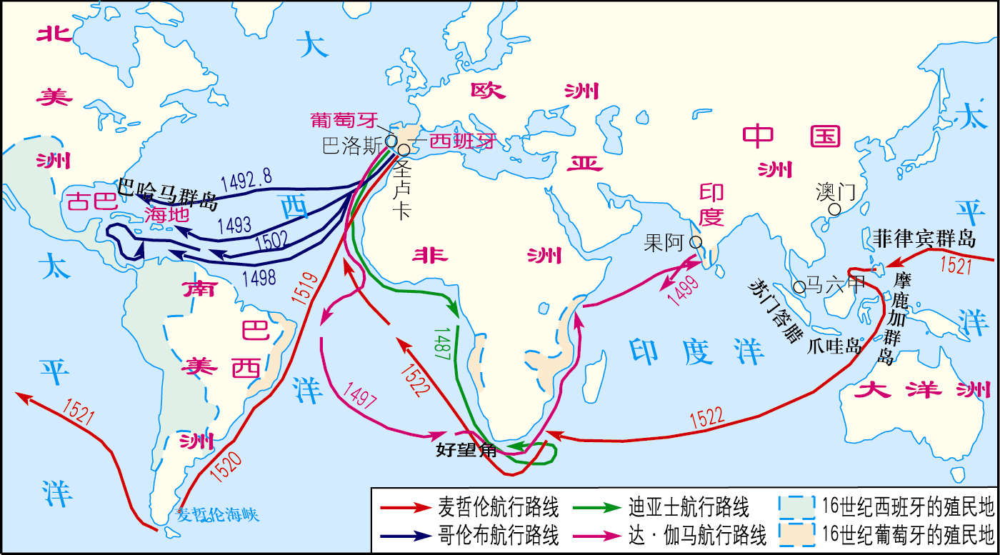 北美洲
大西洋
欧洲
亚洲
太平洋
葡萄牙
巴洛斯
西班牙
圣卢卡
中国
巴哈马群岛
1492.8
古巴
海地
1493
1502
1498
印度
澳门
果阿
菲律宾群岛
1521
非洲
1499
马六甲
摩鹿加群岛
苏门答腊
爪哇岛
太平洋
南美洲
巴西
1519
1487
印度洋
1522
1497
1522
大洋洲
1521
1520
好望角
麦哲伦海峡
麦哲伦航行路线
迪亚士航行路线
16世纪西班牙的殖民地
哥伦布航行路线
达·伽马航行路线
16世纪葡萄牙的殖民地